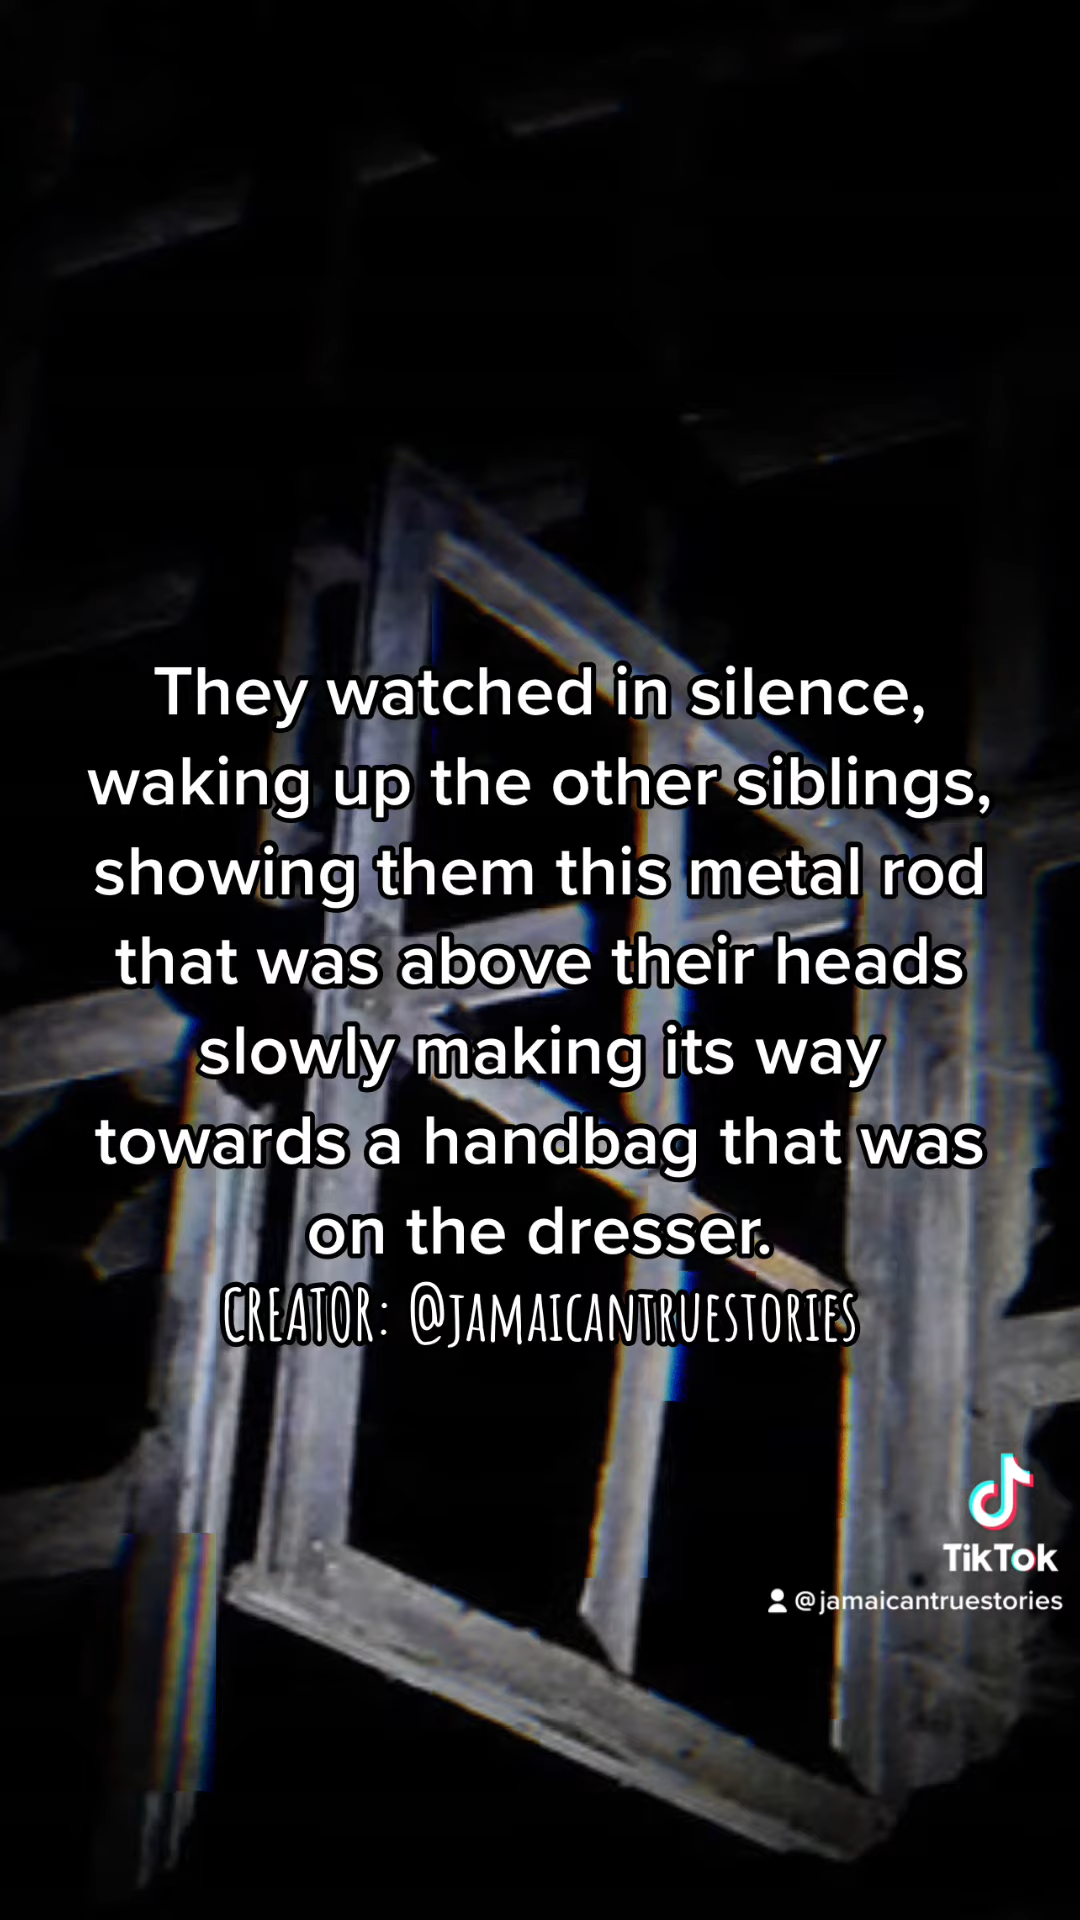 They watched in silence,
waking up the other siblings,
showing them this metal rod
that was above their heads
slowly making its way
towards a handbag that was
on the dresser.
CREATOR: @JAMAICANTRUESTORIES
TikTok
@jamaicantruestories